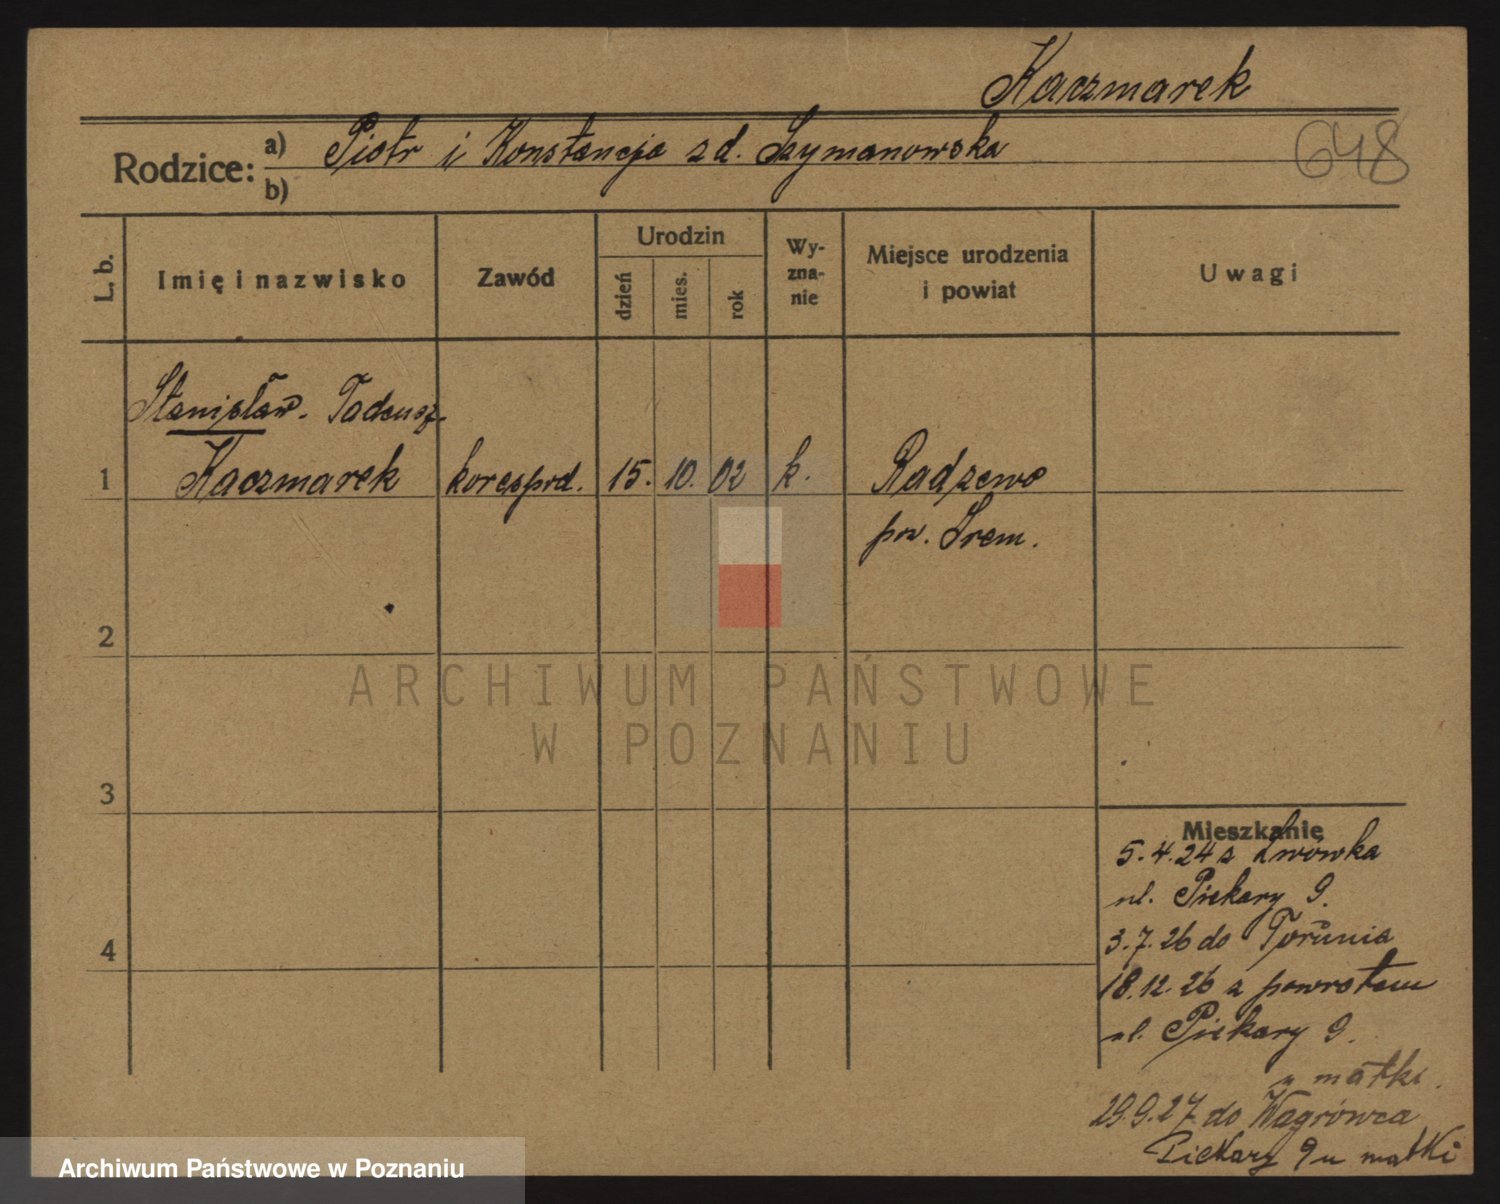 Kaczmarek
648
Rodzice: a) Piotr i Konstancja zd. Szymanowska
b)
L. b. Imię i nazwisko Zawód Urodzin dzień mies. rok Wy- zna- nie Miejsce urodzenia i powiat Uwagi
Stanisław. Tadeusz.
1 Kaczmarek koresprd. 15. 10. 02 k. Radzewo
pow. Śrem.
2
ARCHIWUM PAŃSTWOWE
W POZNANIU
3
Mieszkanie
5.4.24 z Lwówka
ul. Piekary 9.
3.7.26 do Torunia
4
18.12.26 z powrotem
ul. Piekary 9.
u matki.
29.9.27 do Wągrówca
Piekary 9 u matki
Archiwum Państwowe w Poznaniu